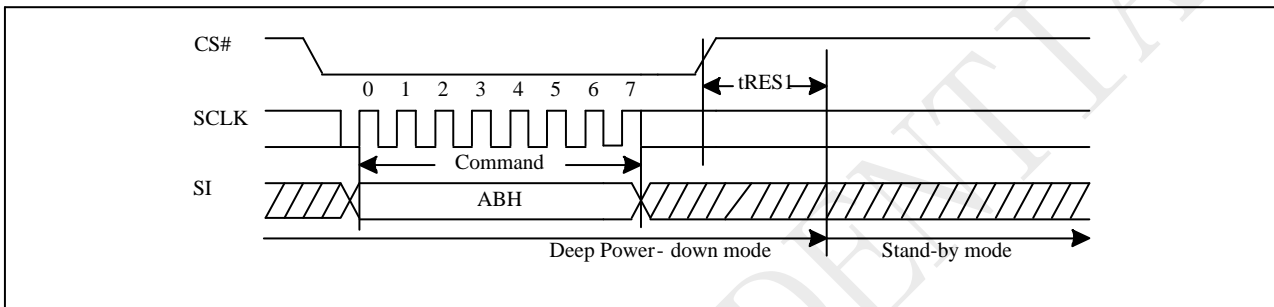 CS#
0 1 2 3 4 5 6 7
tRES1
SCLK
Command
SI
ABH
Deep Power- down mode
Stand-by mode
DENTIA